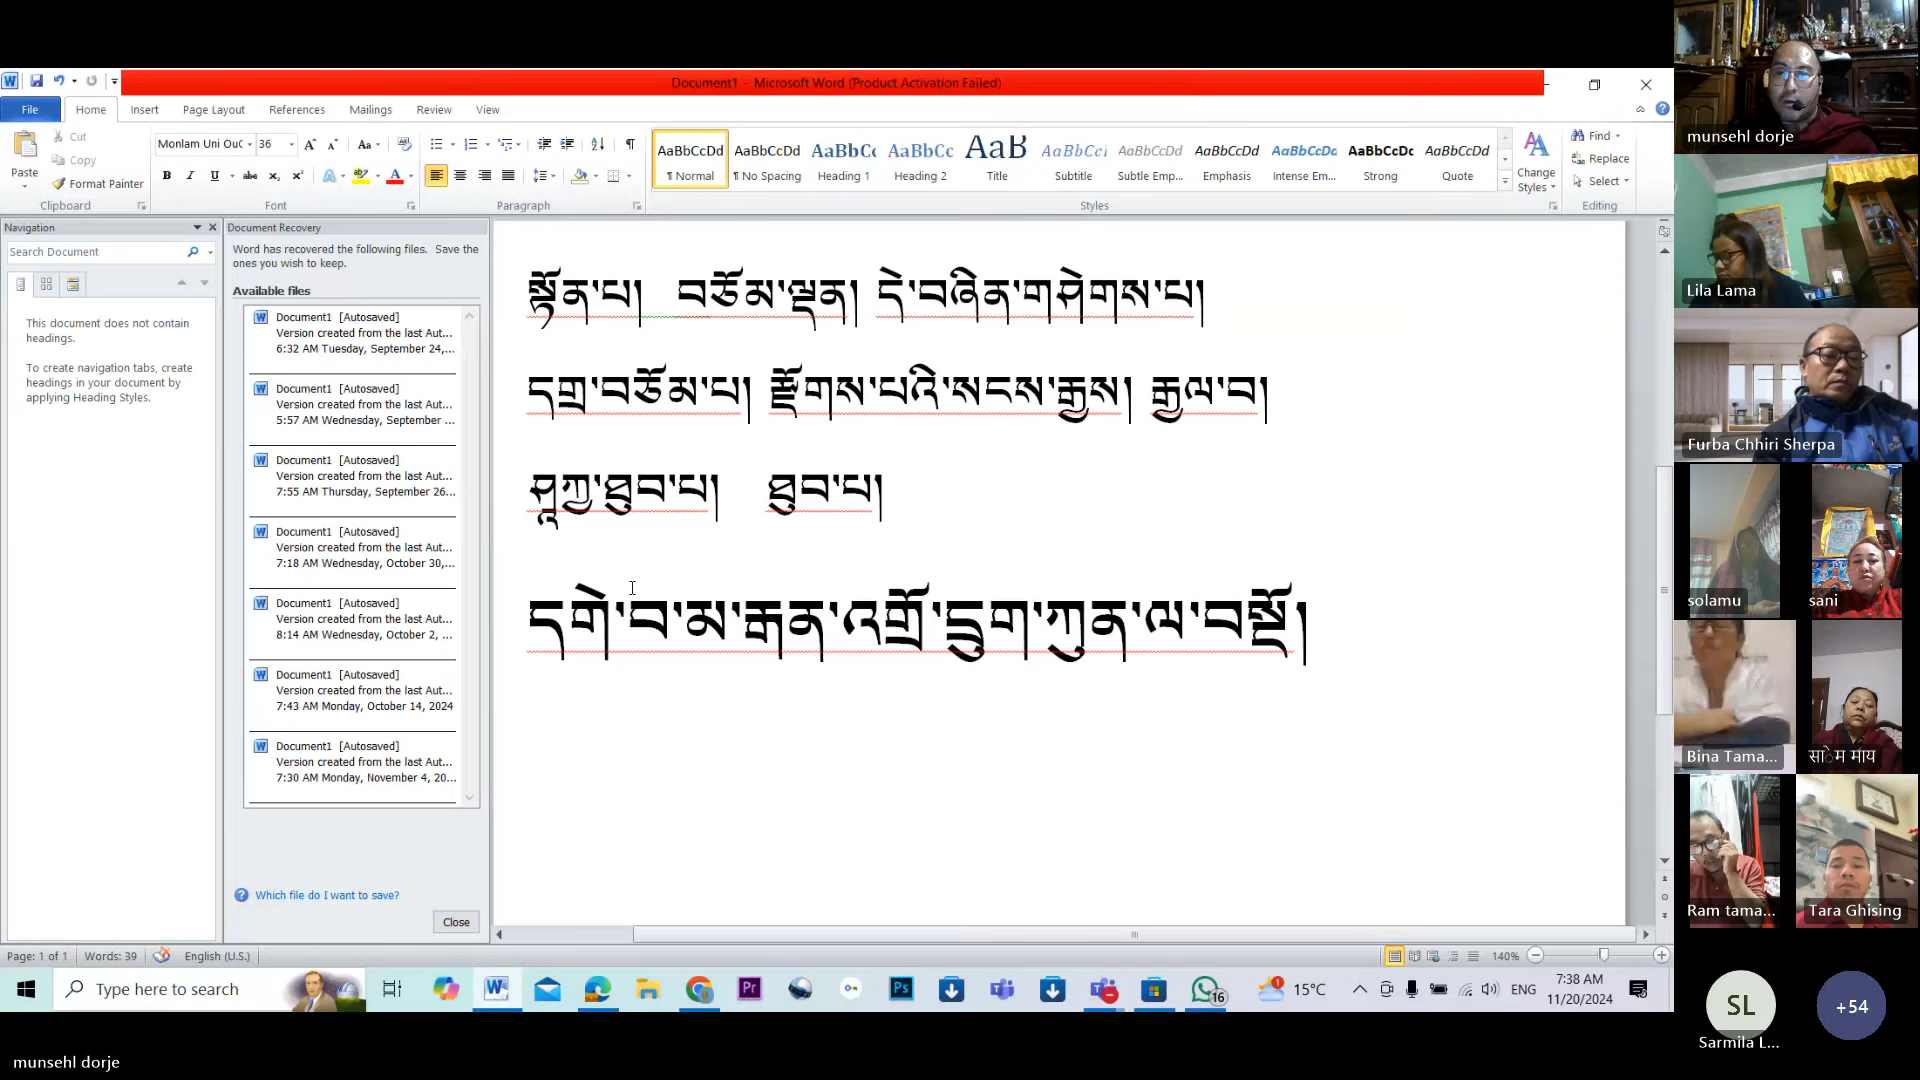 Document1 - Microsoft Word (Product Activation Failed)
File Home Insert Page Layout References Mailings Review View
Cut
Copy
Format Painter
Paste
Clipboard
Monlam Uni OuC 36
Font
Paragraph
AaBbCcDd AaBbCcDd AaBbCc AaBbCc AaB AaBbCcI AaBbCcDd AaBbCcDd AaBbCcDd AaBbCcDc AaBbCcDd
¶ Normal ¶ No Spacing Heading 1 Heading 2 Title Subtitle Subtle Emp... Emphasis Intense Em... Strong Quote
Styles
Change Styles
Find
Replace
Select
Editing
Navigation
Search Document
This document does not contain
headings.
To create navigation tabs, create
headings in your document by
applying Heading Styles.
Document Recovery
Word has recovered the following files. Save the
ones you wish to keep.
Available files
Document1 [Autosaved]
Version created from the last Aut...
6:32 AM Tuesday, September 24,...
Document1 [Autosaved]
Version created from the last Aut...
5:57 AM Wednesday, September ...
Document1 [Autosaved]
Version created from the last Aut...
7:55 AM Thursday, September 26...
Document1 [Autosaved]
Version created from the last Aut...
7:18 AM Wednesday, October 30,...
Document1 [Autosaved]
Version created from the last Aut...
8:14 AM Wednesday, October 2, ...
Document1 [Autosaved]
Version created from the last Aut...
7:43 AM Monday, October 14, 2024
Document1 [Autosaved]
Version created from the last Aut...
7:30 AM Monday, November 4, 20...
Which file do I want to save?
Close
སྟོན་པ། བཅོམ་ལྡན། དེ་བཞིན་གཤེགས་པ།
དགྲ་བཅོམ་པ། རྫོགས་པའི་སངས་རྒྱས། རྒྱལ་བ།
ཤཱཀྱ་ཐུབ་པ། ཐུབ་པ།
དགེ་བ་མ་རྒན་འགྲོ་དྲུག་ཀུན་ལ་བསྔོ།
Page: 1 of 1 Words: 39 English (U.S.) 140%
Type here to search
16
1
15°C ENG
7:38 AM
11/20/2024
munsehl dorje
Lila Lama
Furba Chhiri Sherpa
solamu
sani
Bina Tama...
सोम माय
Ram tama...
Tara Ghising
SL
+54
Sarmila L...
munsehl dorje